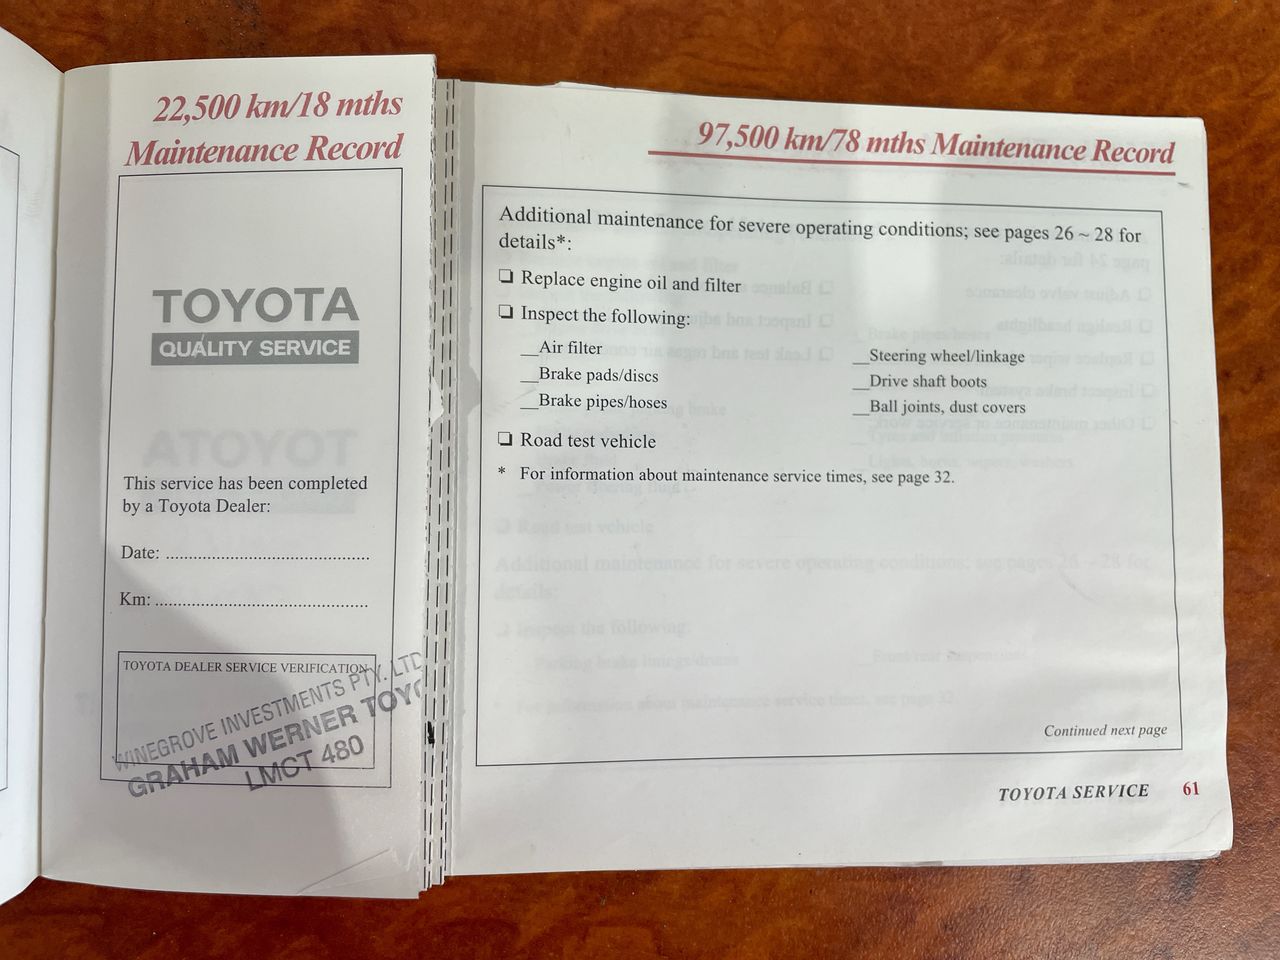 22,500 km/18 mths
Maintenance Record
TOYOTA
QUALITY SERVICE
This service has been completed
by a Toyota Dealer:
Date: ............................................
Km: ..............................................
TOYOTA DEALER SERVICE VERIFICATION
WINEGROVE INVESTMENTS PTY. LTD
GRAHAM WERNER TOYO
LMCT 480
97,500 km/78 mths Maintenance Record
Additional maintenance for severe operating conditions; see pages 26 ~ 28 for
details*:
❏ Replace engine oil and filter
❏ Inspect the following:
__Air filter
__Steering wheel/linkage
__Brake pads/discs
__Drive shaft boots
__Brake pipes/hoses
__Ball joints, dust covers
❏ Road test vehicle
* For information about maintenance service times, see page 32.
Continued next page
TOYOTA SERVICE 61